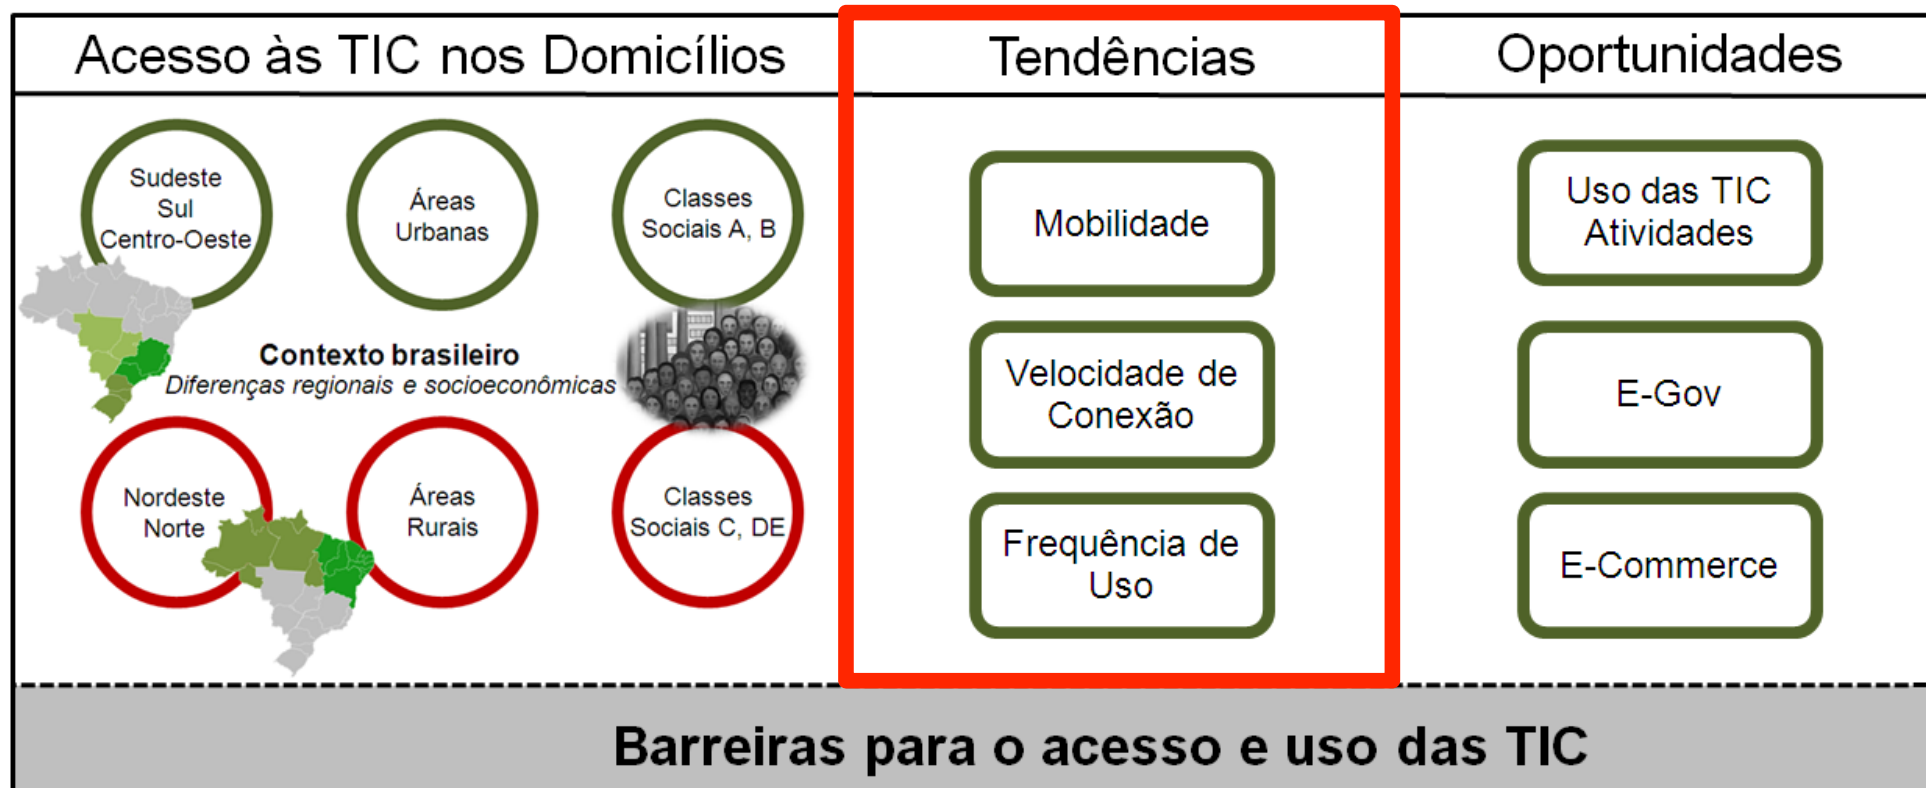 Acesso às TIC nos Domicílios
Tendências
Oportunidades
Sudeste
Sul
Centro-Oeste
Áreas
Urbanas
Classes
Sociais A, B
Contexto brasileiro
Diferenças regionais e socioeconômicas
Nordeste
Norte
Áreas
Rurais
Classes
Sociais C, DE
Mobilidade
Velocidade de
Conexão
Frequência de
Uso
Uso das TIC
Atividades
E-Gov
E-Commerce
Barreiras para o acesso e uso das TIC